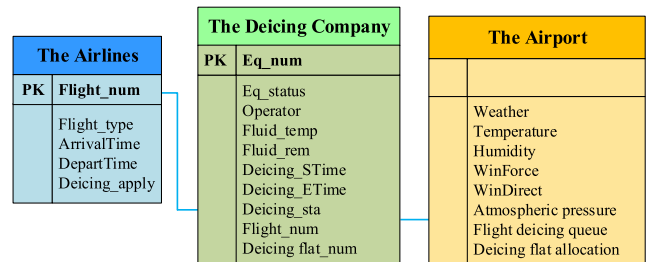 The Airlines
PK Flight_num
Flight_type
ArrivalTime
DepartTime
Deicing_apply
The Deicing Company
PK Eq_num
Eq_status
Operator
Fluid_temp
Fluid_rem
Deicing_STime
Deicing_ETime
Deicing_sta
Flight_num
Deicing flat_num
The Airport
Weather
Temperature
Humidity
WinForce
WinDirect
Atmospheric pressure
Flight deicing queue
Deicing flat allocation